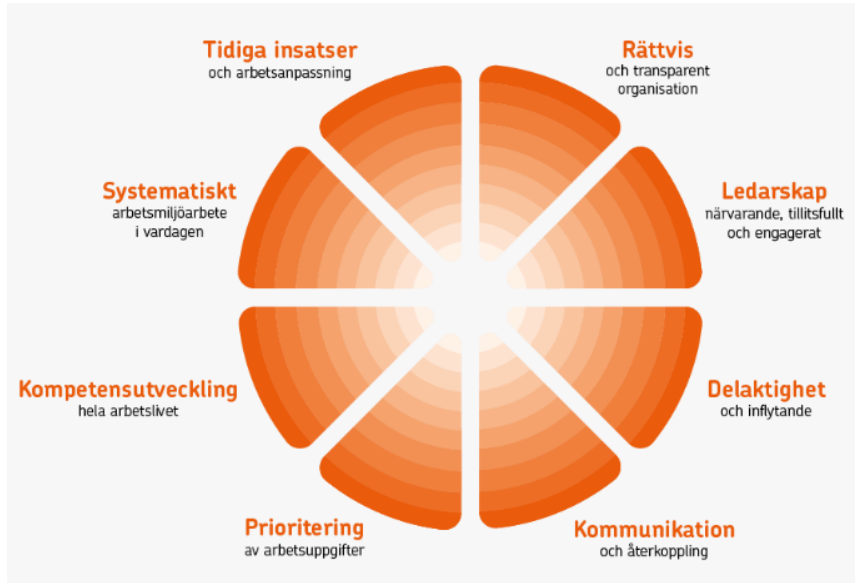 Tidiga insatser
och arbetsanpassning
Rättvis
och transparent
organisation
Systematiskt
arbetsmiljöarbete
i vardagen
Ledarskap
närvarande, tillitsfullt
och engagerat
Kompetensutveckling
hela arbetslivet
Delaktighet
och inflytande
Prioritering
av arbetsuppgifter
Kommunikation
och återkoppling